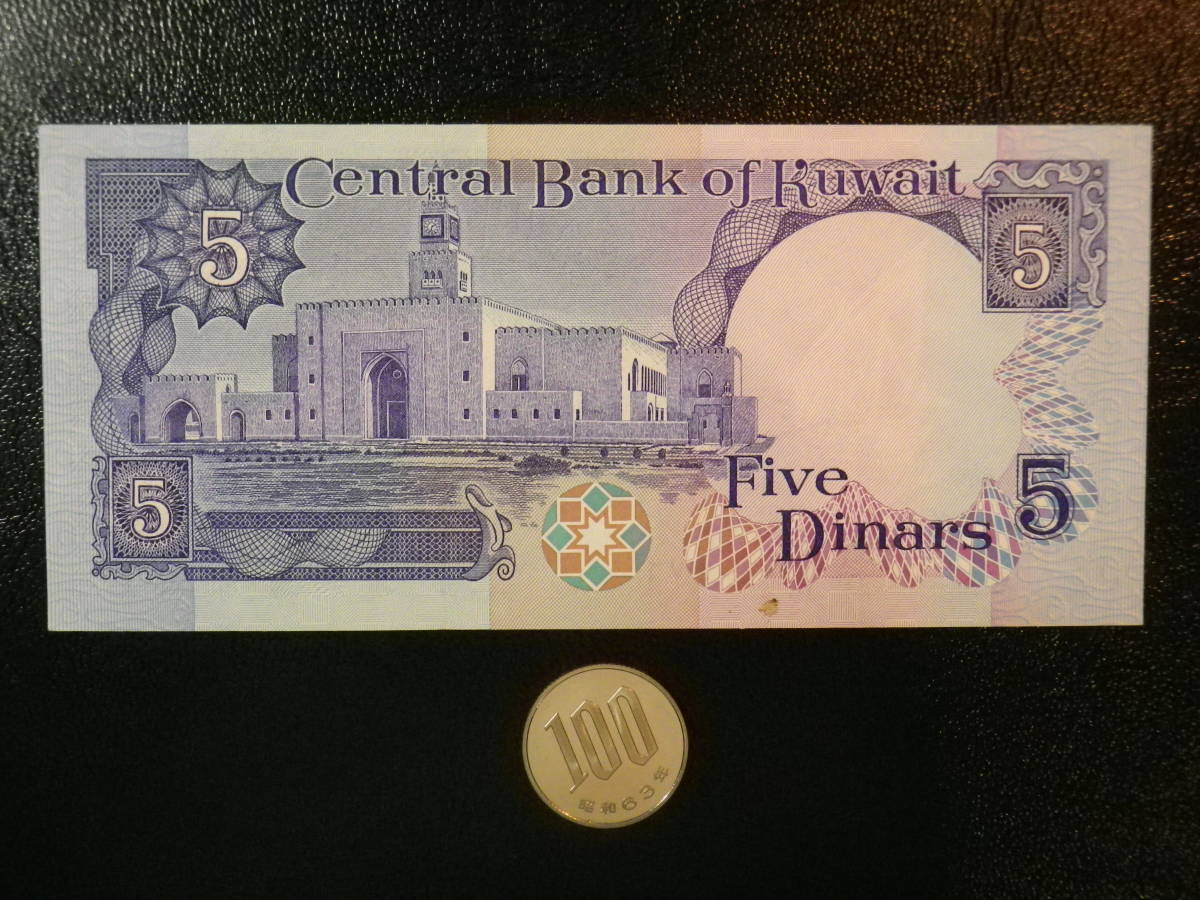 Central Bank of Kuwait
5
5
5
Five
Dinars
5
100
昭和63年